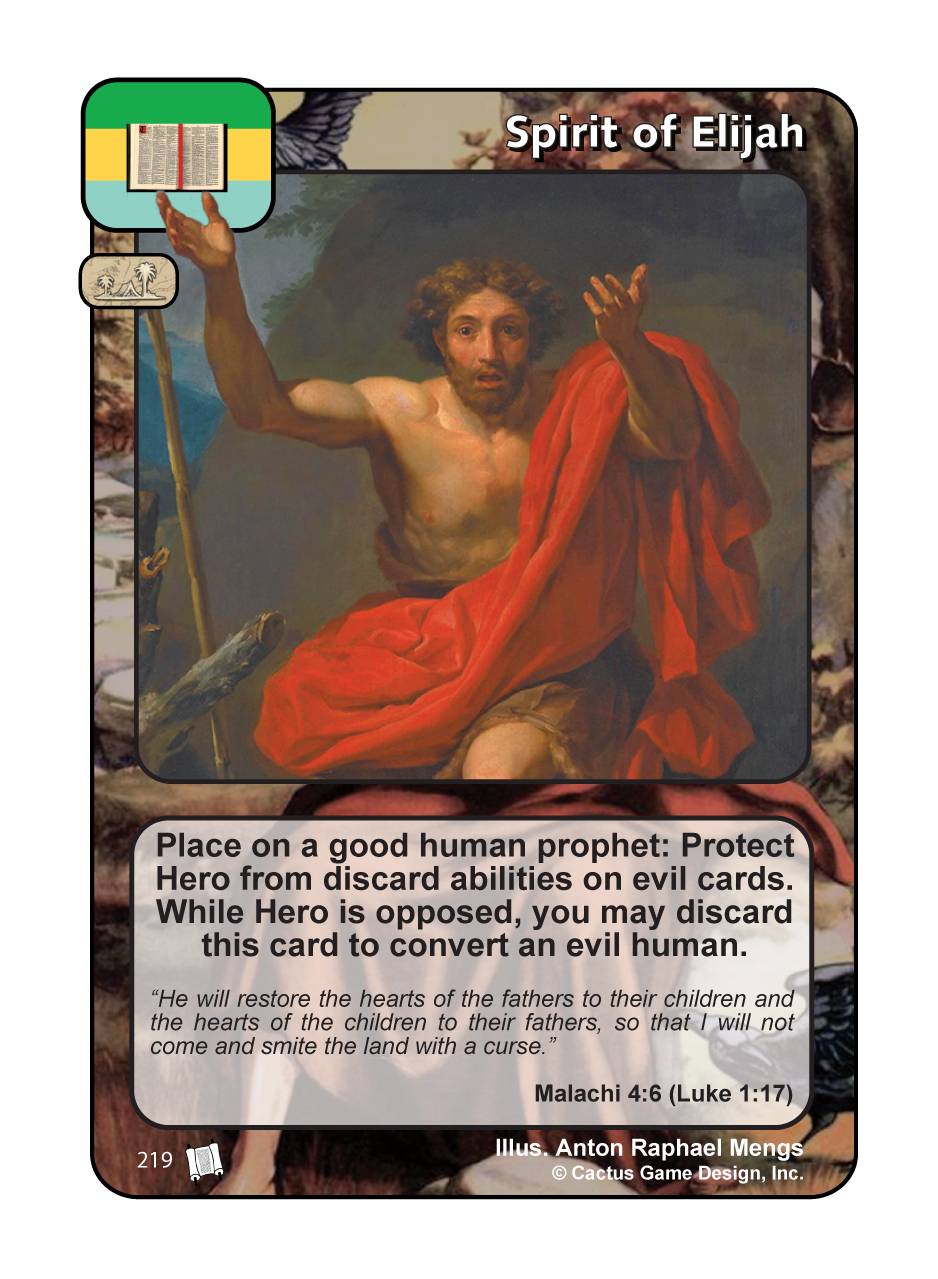 Spirit of Elijah
Place on a good human prophet: Protect
Hero from discard abilities on evil cards.
While Hero is opposed, you may discard
this card to convert an evil human.
“He will restore the hearts of the fathers to their children and
the hearts of the children to their fathers, so that I will not
come and smite the land with a curse.”
Malachi 4:6 (Luke 1:17)
219
Illus. Anton Raphael Mengs
© Cactus Game Design, Inc.